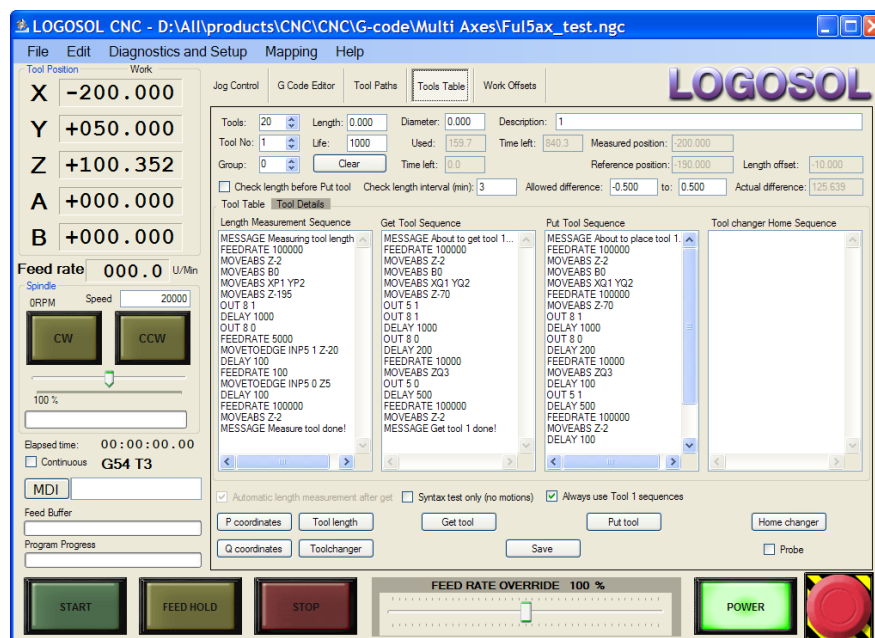 LOGOSOL CNC - D:\All\products\CNC\CNC\G-code\Multi Axes\Ful5ax_test.ngc
File Edit Diagnostics and Setup Mapping Help
Tool Position Work
X -200.000
Y +050.000
Z +100.352
A +000.000
B +000.000
Feed rate 000.0 U/Min
Spindle
0RPM Speed 20000
CW CCW
100 %
Elapsed time: 00:00:00.00
Continuous G54 T3
MDI
Feed Buffer
Program Progress
Jog Control G Code Editor Tool Paths Tools Table Work Offsets
LOGOSOL
Tools: 20 Length: 0.000 Diameter: 0.000 Description: 1
Tool No: 1 Life: 1000 Used: 159.7 Time left: 840.3 Measured position: -200.000
Group: 0 Clear Time left: 0.0 Reference position: -190.000 Length offset: -10.000
Check length before Put tool Check length interval (min): 3 Allowed difference: -0.500 to: 0.500 Actual difference: 125.639
Tool Table Tool Details
Length Measurement Sequence
MESSAGE Measuring tool length
FEEDRATE 100000
MOVEABS Z-2
MOVEABS B0
MOVEABS XP1 YP2
MOVEABS Z-195
OUT 8 1
DELAY 1000
OUT 8 0
FEEDRATE 5000
MOVETOEDGE INP5 1 Z-20
DELAY 100
FEEDRATE 100
MOVETOEDGE INP5 0 Z5
DELAY 100
FEEDRATE 100000
MOVEABS Z-2
MESSAGE Measure tool done!
Get Tool Sequence
MESSAGE About to get tool 1...
FEEDRATE 100000
MOVEABS Z-2
MOVEABS B0
MOVEABS XQ1 YQ2
MOVEABS Z-70
OUT 5 1
OUT 8 1
DELAY 1000
OUT 8 0
DELAY 200
FEEDRATE 10000
MOVEABS ZQ3
OUT 5 0
DELAY 500
FEEDRATE 100000
MOVEABS Z-2
MESSAGE Get tool 1 done!
Put Tool Sequence
MESSAGE About to place tool 1.
FEEDRATE 100000
MOVEABS Z-2
MOVEABS B0
MOVEABS XQ1 YQ2
FEEDRATE 100000
MOVEABS Z-70
OUT 8 1
DELAY 1000
OUT 8 0
DELAY 200
FEEDRATE 10000
MOVEABS ZQ3
DELAY 100
OUT 5 1
DELAY 500
FEEDRATE 100000
MOVEABS Z-2
DELAY 100
Tool changer Home Sequence
Automatic length measurement after get Syntax test only (no motions) Always use Tool 1 sequences
P coordinates Tool length Get tool Put tool Home changer
Q coordinates Toolchanger Save Probe
START FEED HOLD STOP
FEED RATE OVERRIDE 100 %
POWER